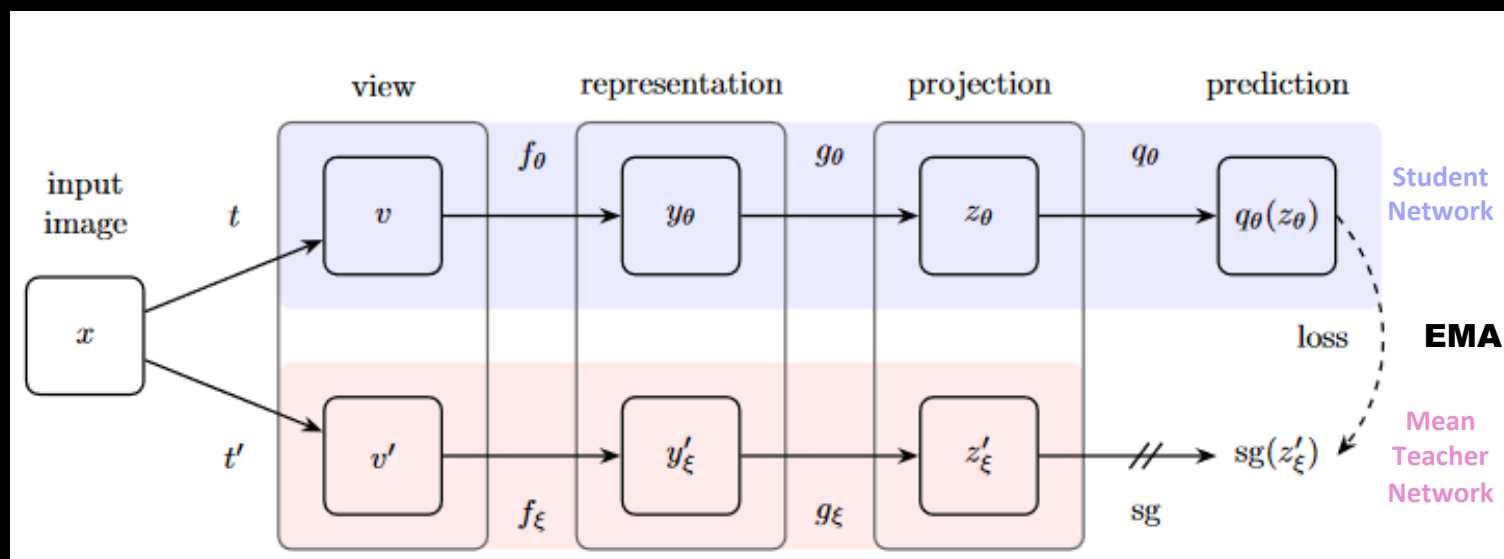 view
representation
projection
prediction
input
image
t
f_θ
g_θ
q_θ
x
v
y_θ
z_θ
q_θ(z_θ)
Student
Network
loss
EMA
t′
v′
y′_ξ
z′_ξ
sg(z′_ξ)
f_ξ
g_ξ
sg
Mean
Teacher
Network